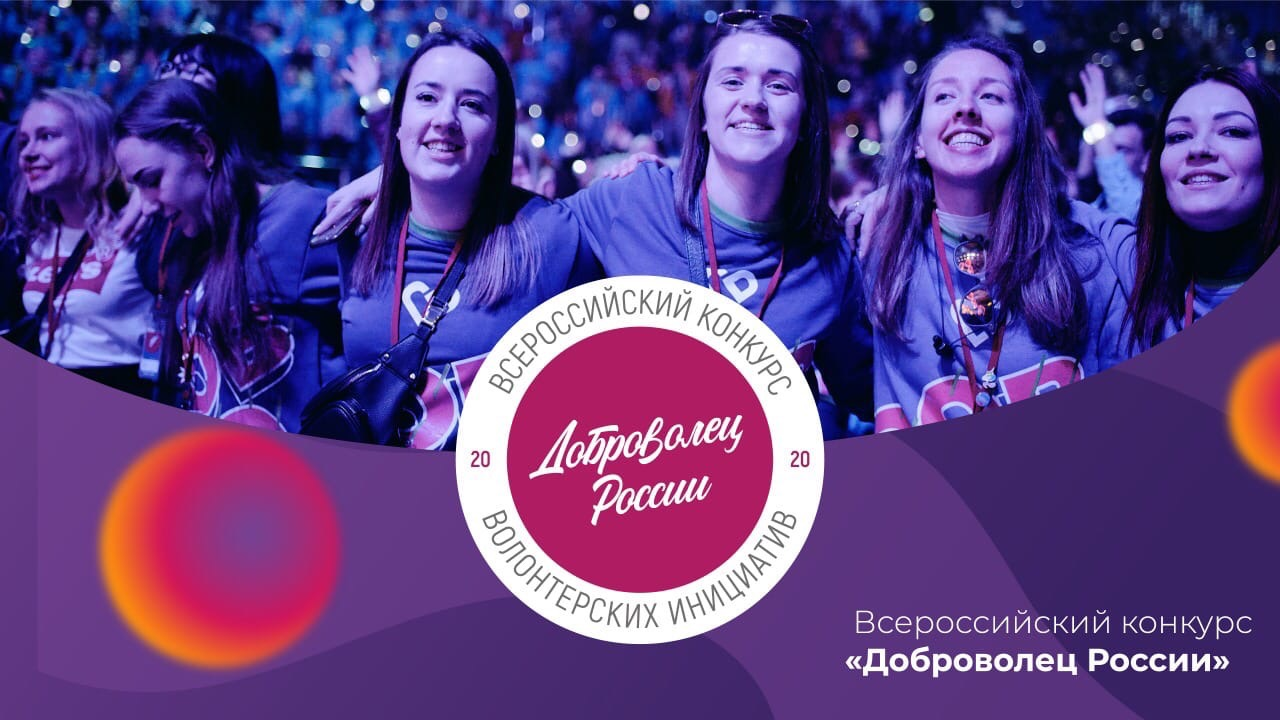 ВСЕРОССИЙСКИЙ КОНКУРС
20
Доброволец
России
20
ВОЛОНТЕРСКИХ ИНИЦИАТИВ
Всероссийский конкурс
«Доброволец России»